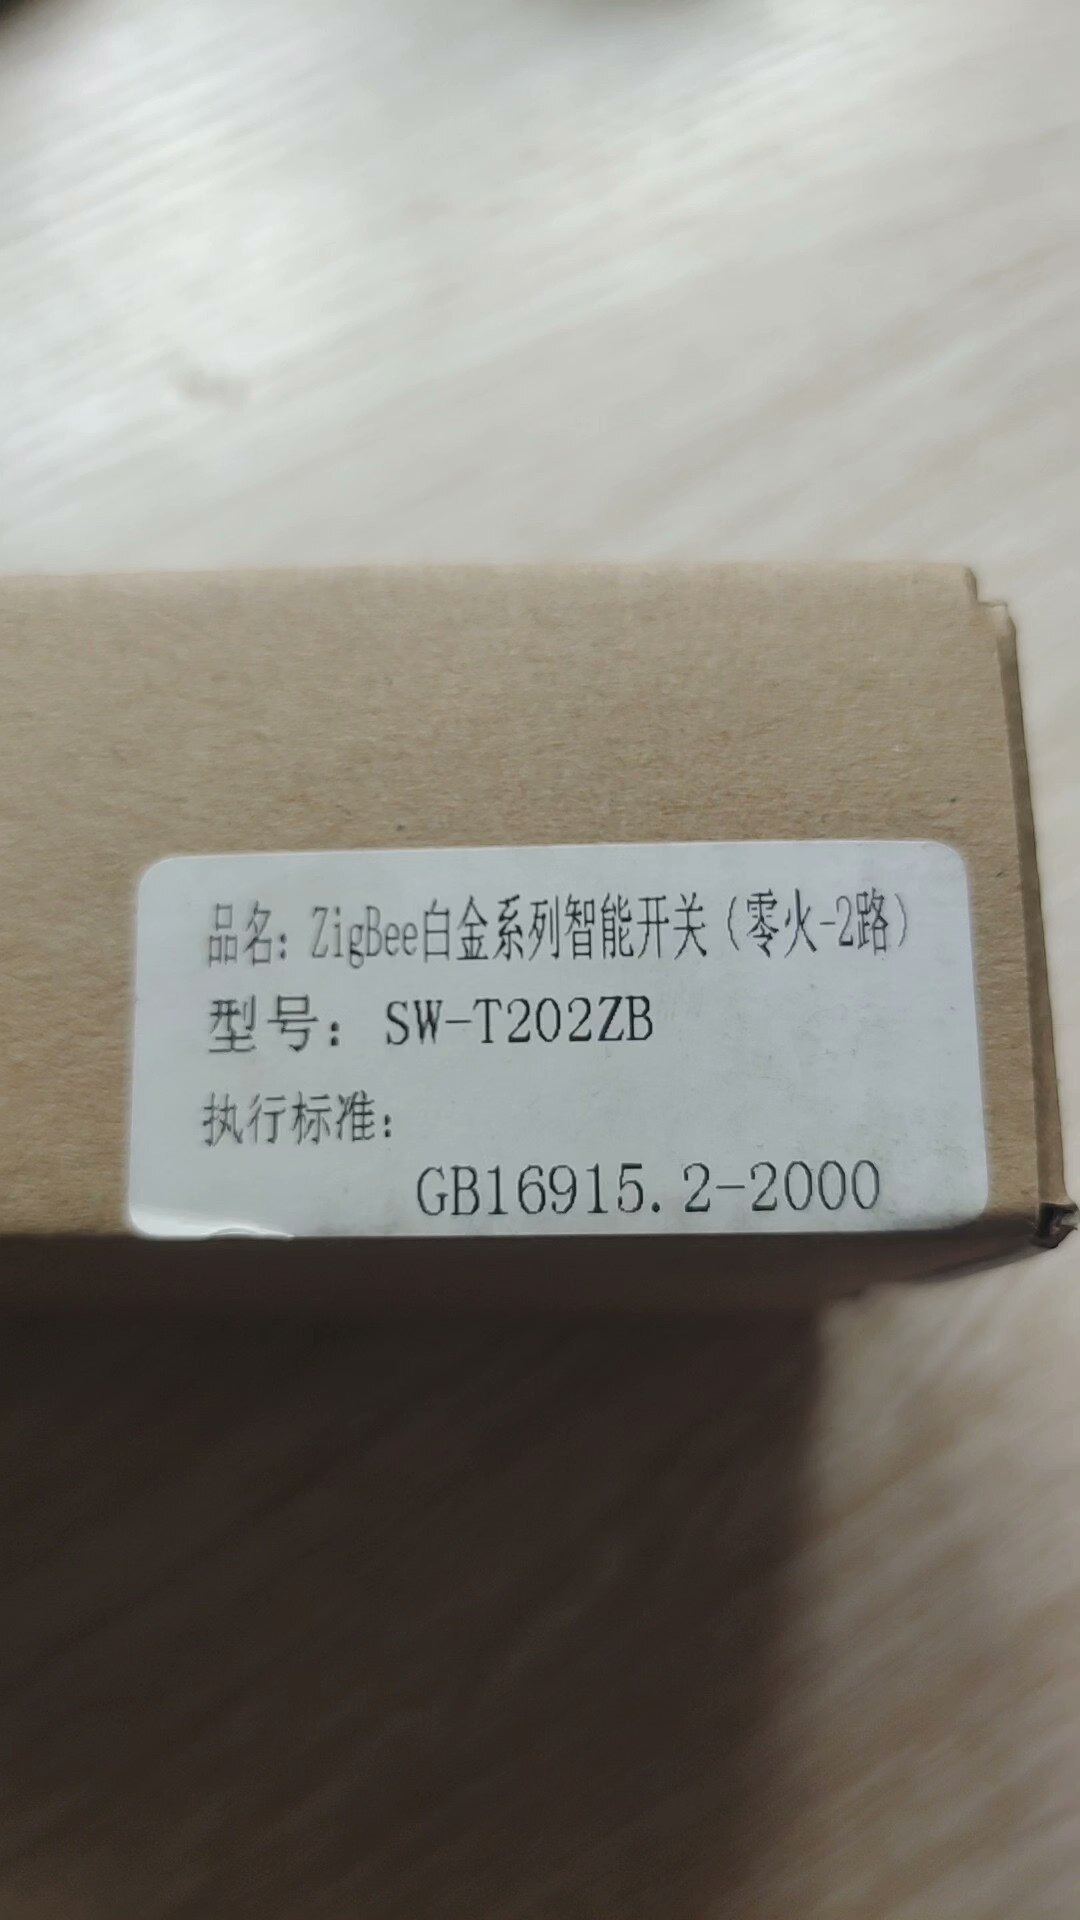 品名：ZigBee白金系列智能开关（零火-2路）
型号：SW-T202ZB
执行标准：
GB16915.2-2000